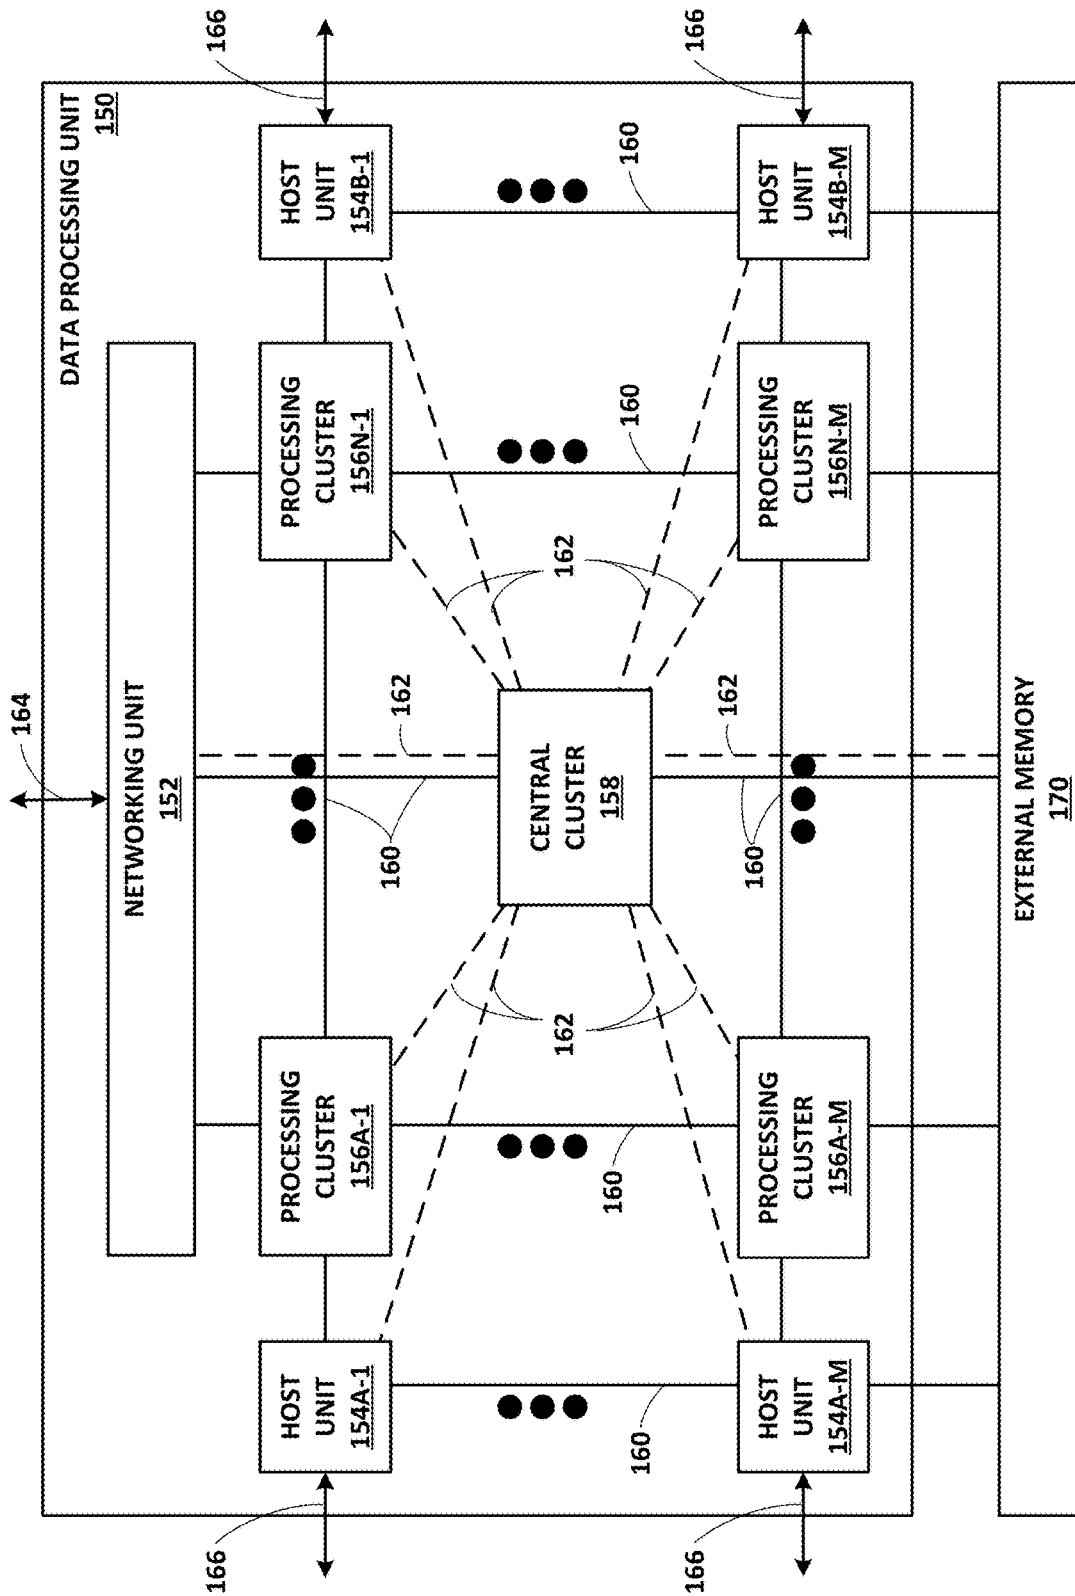 164
DATA PROCESSING UNIT
150
NETWORKING UNIT
152
166
HOST
UNIT
154A-1
PROCESSING
CLUSTER
156A-1
160
162
PROCESSING
CLUSTER
156N-1
HOST
UNIT
154B-1
166
160
160
162
CENTRAL
CLUSTER
158
162
160
160
166
HOST
UNIT
154A-M
PROCESSING
CLUSTER
156A-M
160
162
PROCESSING
CLUSTER
156N-M
HOST
UNIT
154B-M
166
EXTERNAL MEMORY
170